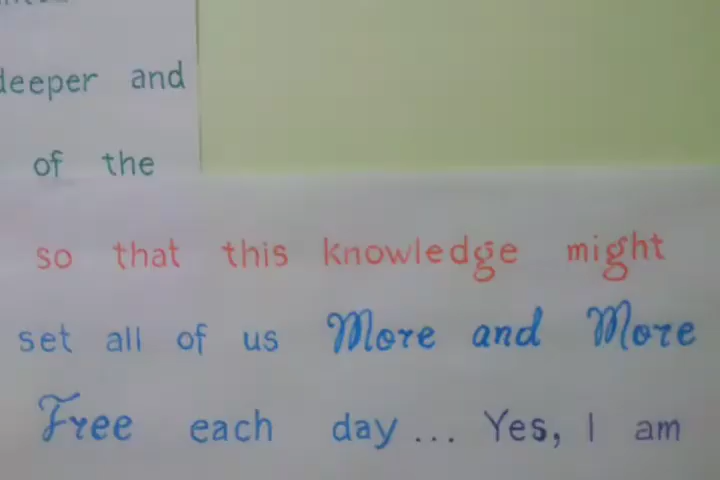 deeper and
of the
so that this knowledge might
set all of us More and More
Free each day... Yes, I am